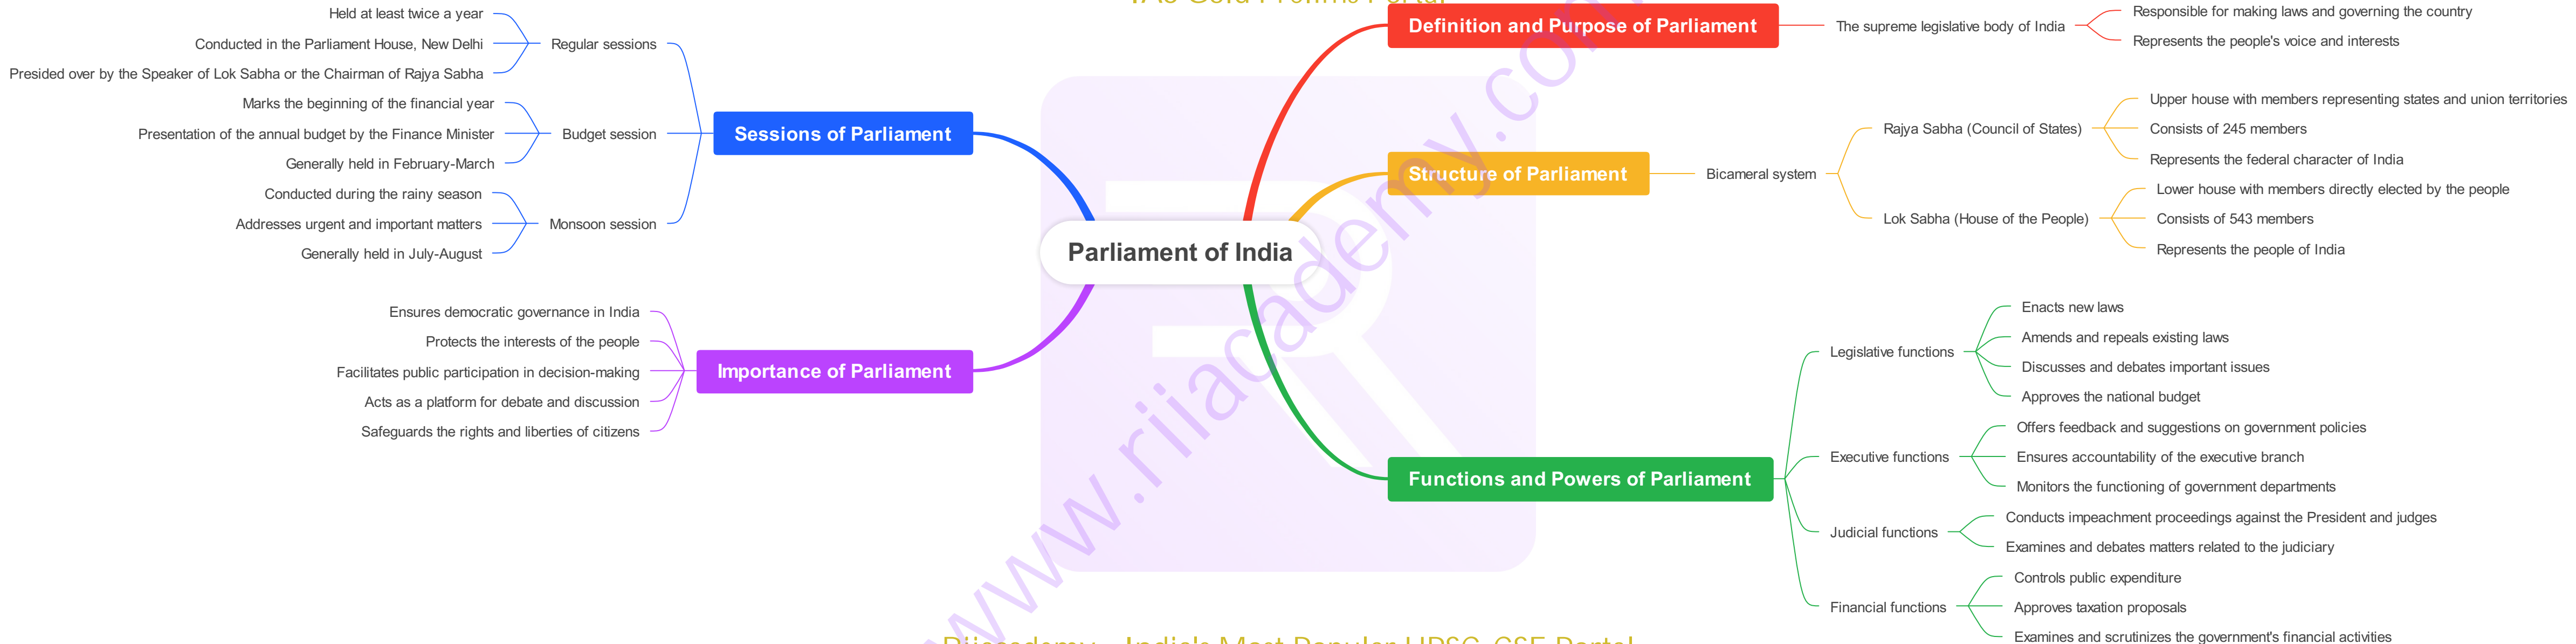 Parliament of India
Definition and Purpose of Parliament
The supreme legislative body of India
Responsible for making laws and governing the country
Represents the people's voice and interests
Structure of Parliament
Bicameral system
Rajya Sabha (Council of States)
Upper house with members representing states and union territories
Consists of 245 members
Represents the federal character of India
Lok Sabha (House of the People)
Lower house with members directly elected by the people
Consists of 543 members
Represents the people of India
Functions and Powers of Parliament
Legislative functions
Enacts new laws
Amends and repeals existing laws
Discusses and debates important issues
Approves the national budget
Executive functions
Offers feedback and suggestions on government policies
Ensures accountability of the executive branch
Monitors the functioning of government departments
Judicial functions
Conducts impeachment proceedings against the President and judges
Examines and debates matters related to the judiciary
Financial functions
Controls public expenditure
Approves taxation proposals
Examines and scrutinizes the government's financial activities
Sessions of Parliament
Regular sessions
Held at least twice a year
Conducted in the Parliament House, New Delhi
Presided over by the Speaker of Lok Sabha or the Chairman of Rajya Sabha
Budget session
Marks the beginning of the financial year
Presentation of the annual budget by the Finance Minister
Generally held in February-March
Monsoon session
Conducted during the rainy season
Addresses urgent and important matters
Generally held in July-August
Importance of Parliament
Ensures democratic governance in India
Protects the interests of the people
Facilitates public participation in decision-making
Acts as a platform for debate and discussion
Safeguards the rights and liberties of citizens
www.riiacademy.com
India's Most Popular UPSC-CSE Portal